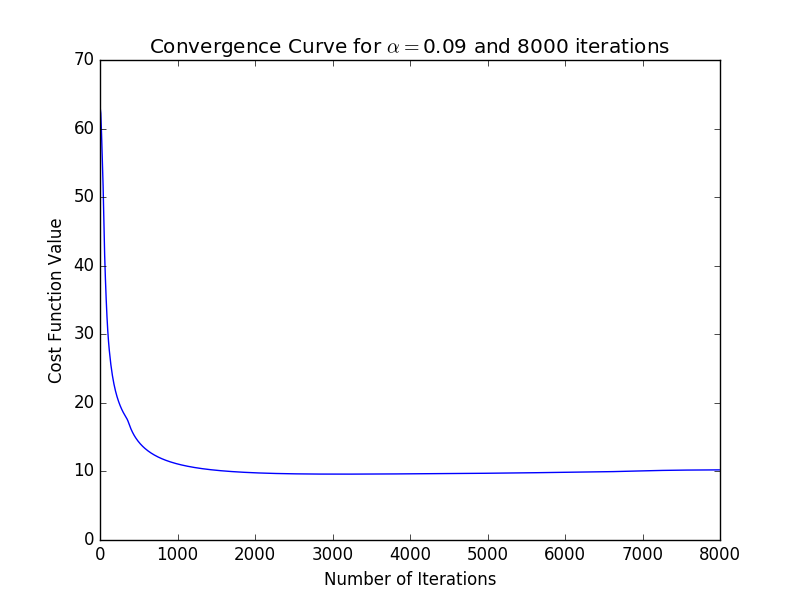 Convergence Curve for α = 0.09 and 8000 iterations
70
60
50
40
30
20
10
0
Cost Function Value
0 1000 2000 3000 4000 5000 6000 7000 8000
Number of Iterations